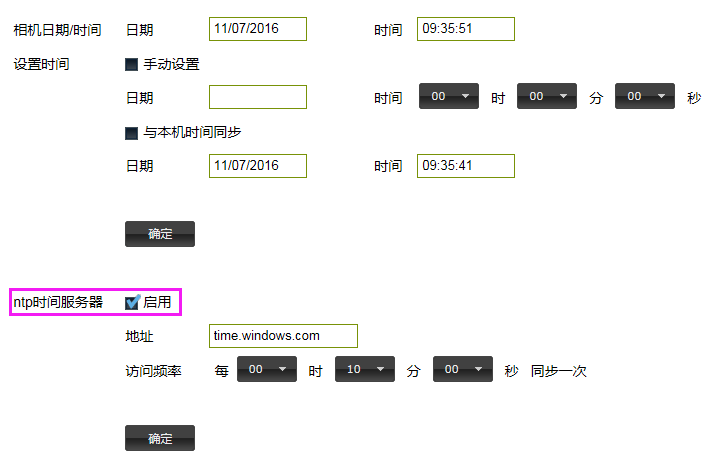 相机日期/时间 日期 11/07/2016 时间 09:35:51
设置时间 手动设置
日期 时间 00 时 00 分 00 秒
与本机时间同步
日期 11/07/2016 时间 09:35:41
确定
ntp时间服务器 启用
地址 time.windows.com
访问频率 每 00 时 10 分 00 秒 同步一次
确定